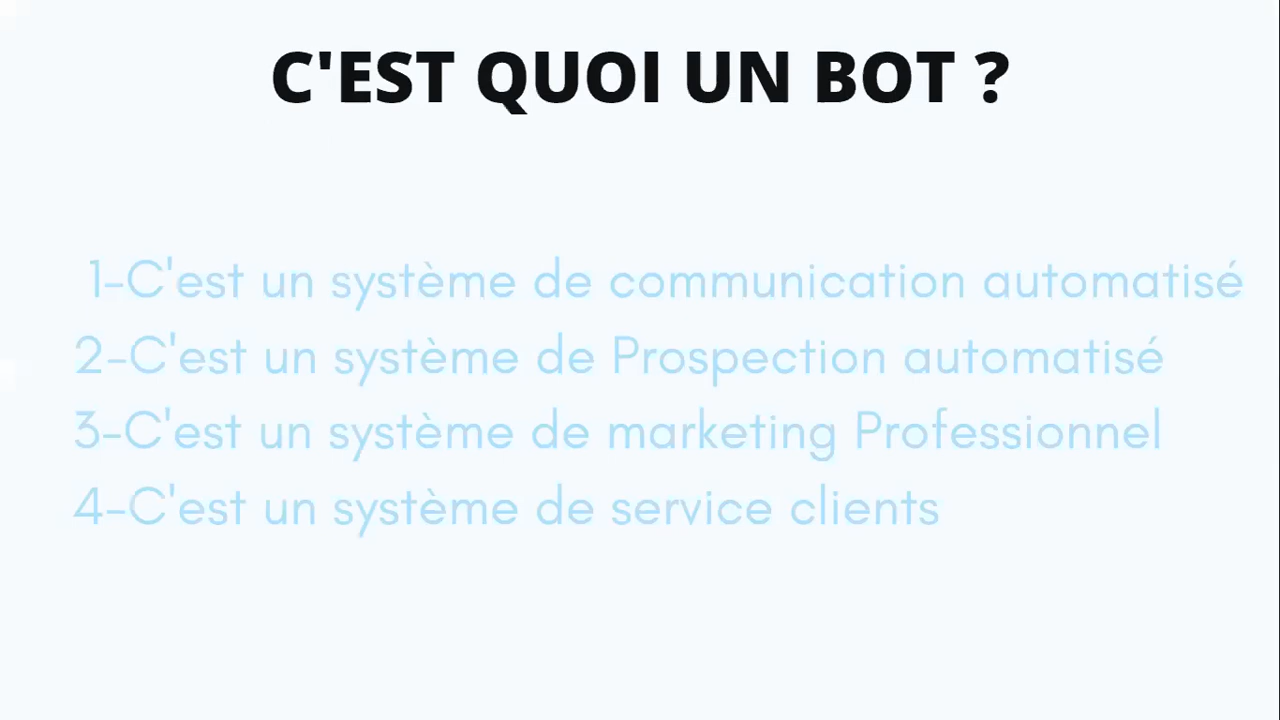 C'EST QUOI UN BOT ?
1-C'est un système de communication automatisé
2-C'est un système de Prospection automatisé
3-C'est un système de marketing Professionnel
4-C'est un système de service clients